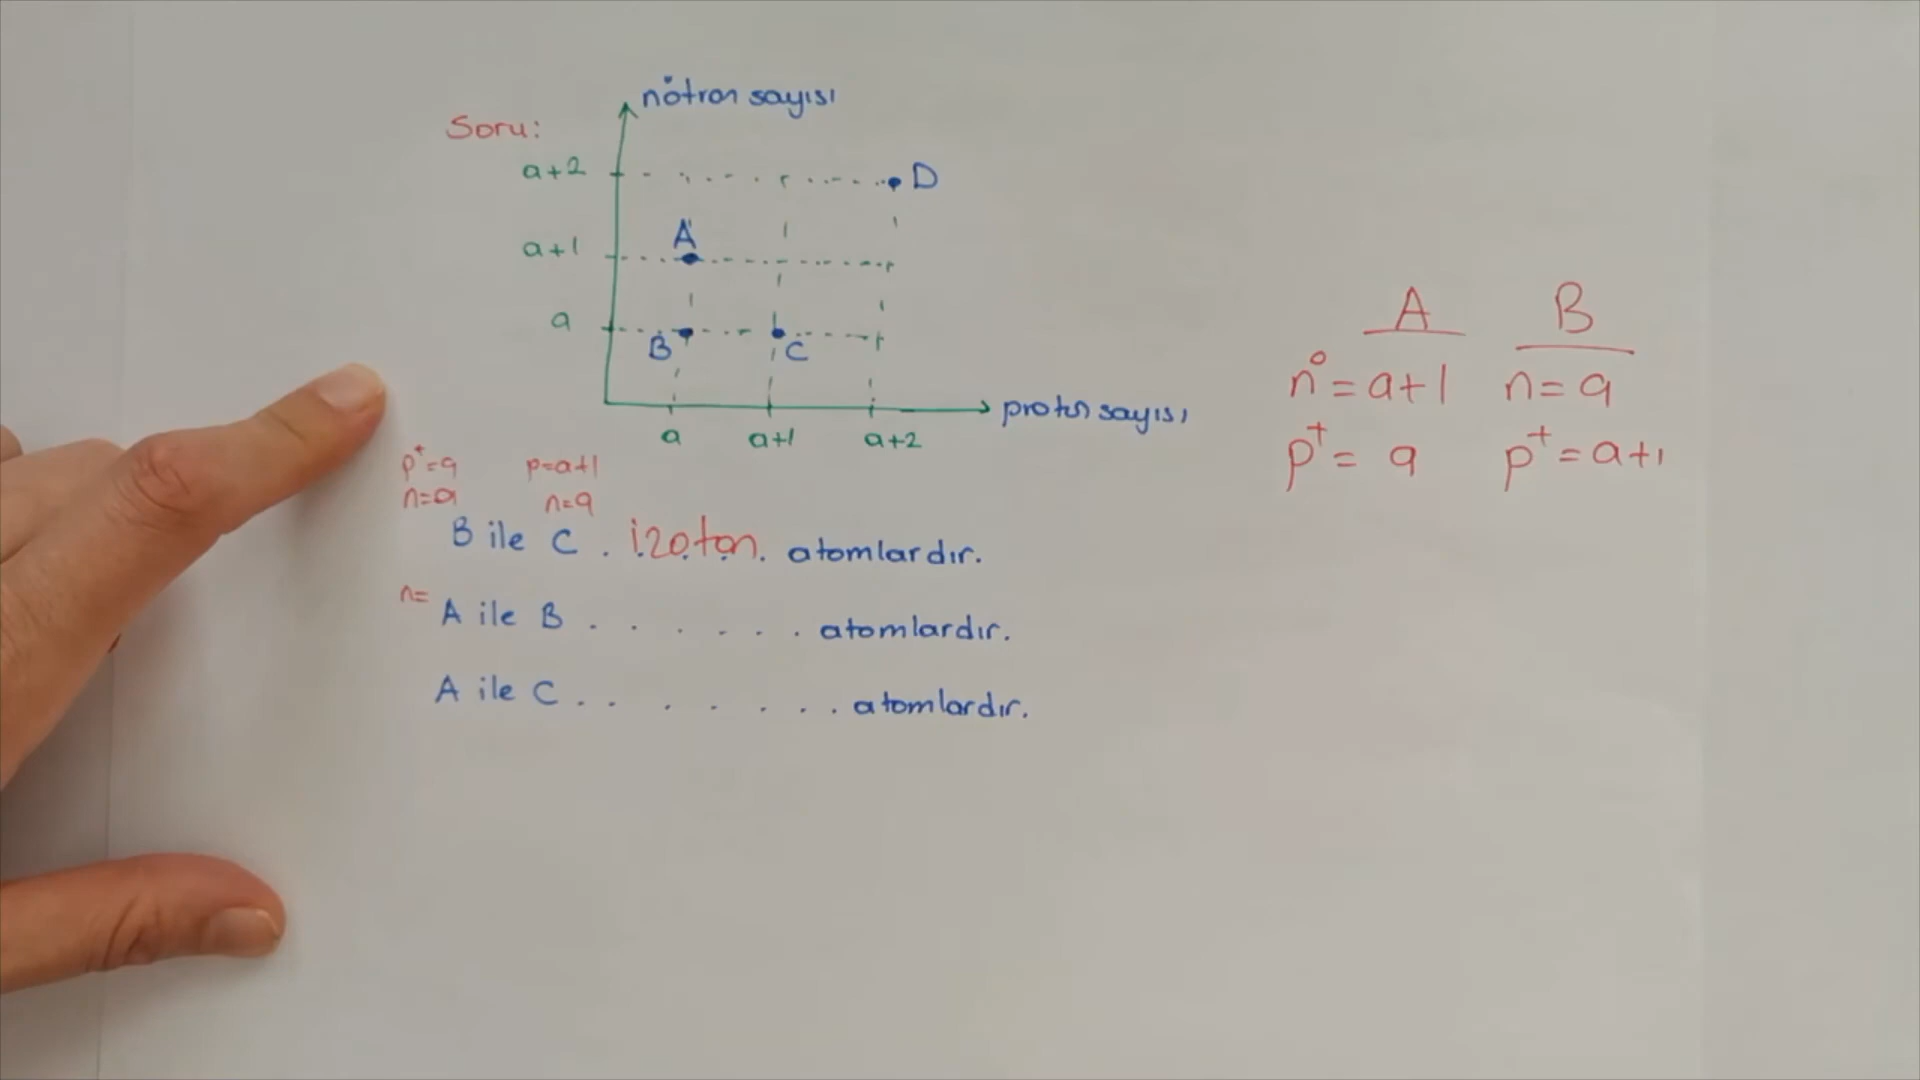 nötron sayısı
Soru:
a+2
D
A
a+1
a
B
C
proton sayısı
a a+1 a+2
p⁺=a p=a+1
n=a n=a
B ile C . izoton. atomlardır.
n=
A ile B . . . . . . atomlardır.
A ile C . . . . . . . atomlardır.
A B
n⁰=a+1 n=a
p⁺= a p⁺=a+1